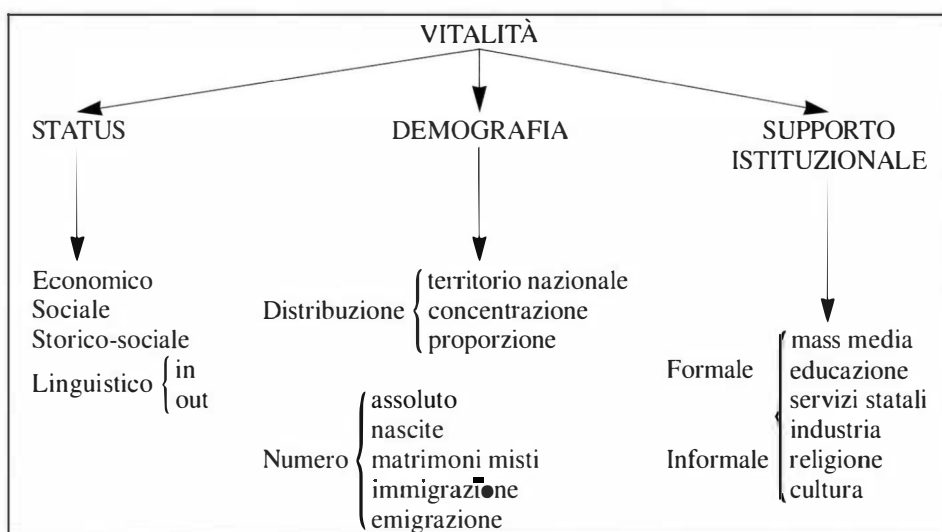 VITALITÀ
STATUS
DEMOGRAFIA
SUPPORTO
ISTITUZIONALE
Economico
Sociale
Storico-sociale
Linguistico
in
out
Distribuzione
territorio nazionale
concentrazione
proporzione
Numero
assoluto
nascite
matrimoni misti
immigrazione
emigrazione
Formale
Informale
mass media
educazione
servizi statali
industria
religione
cultura